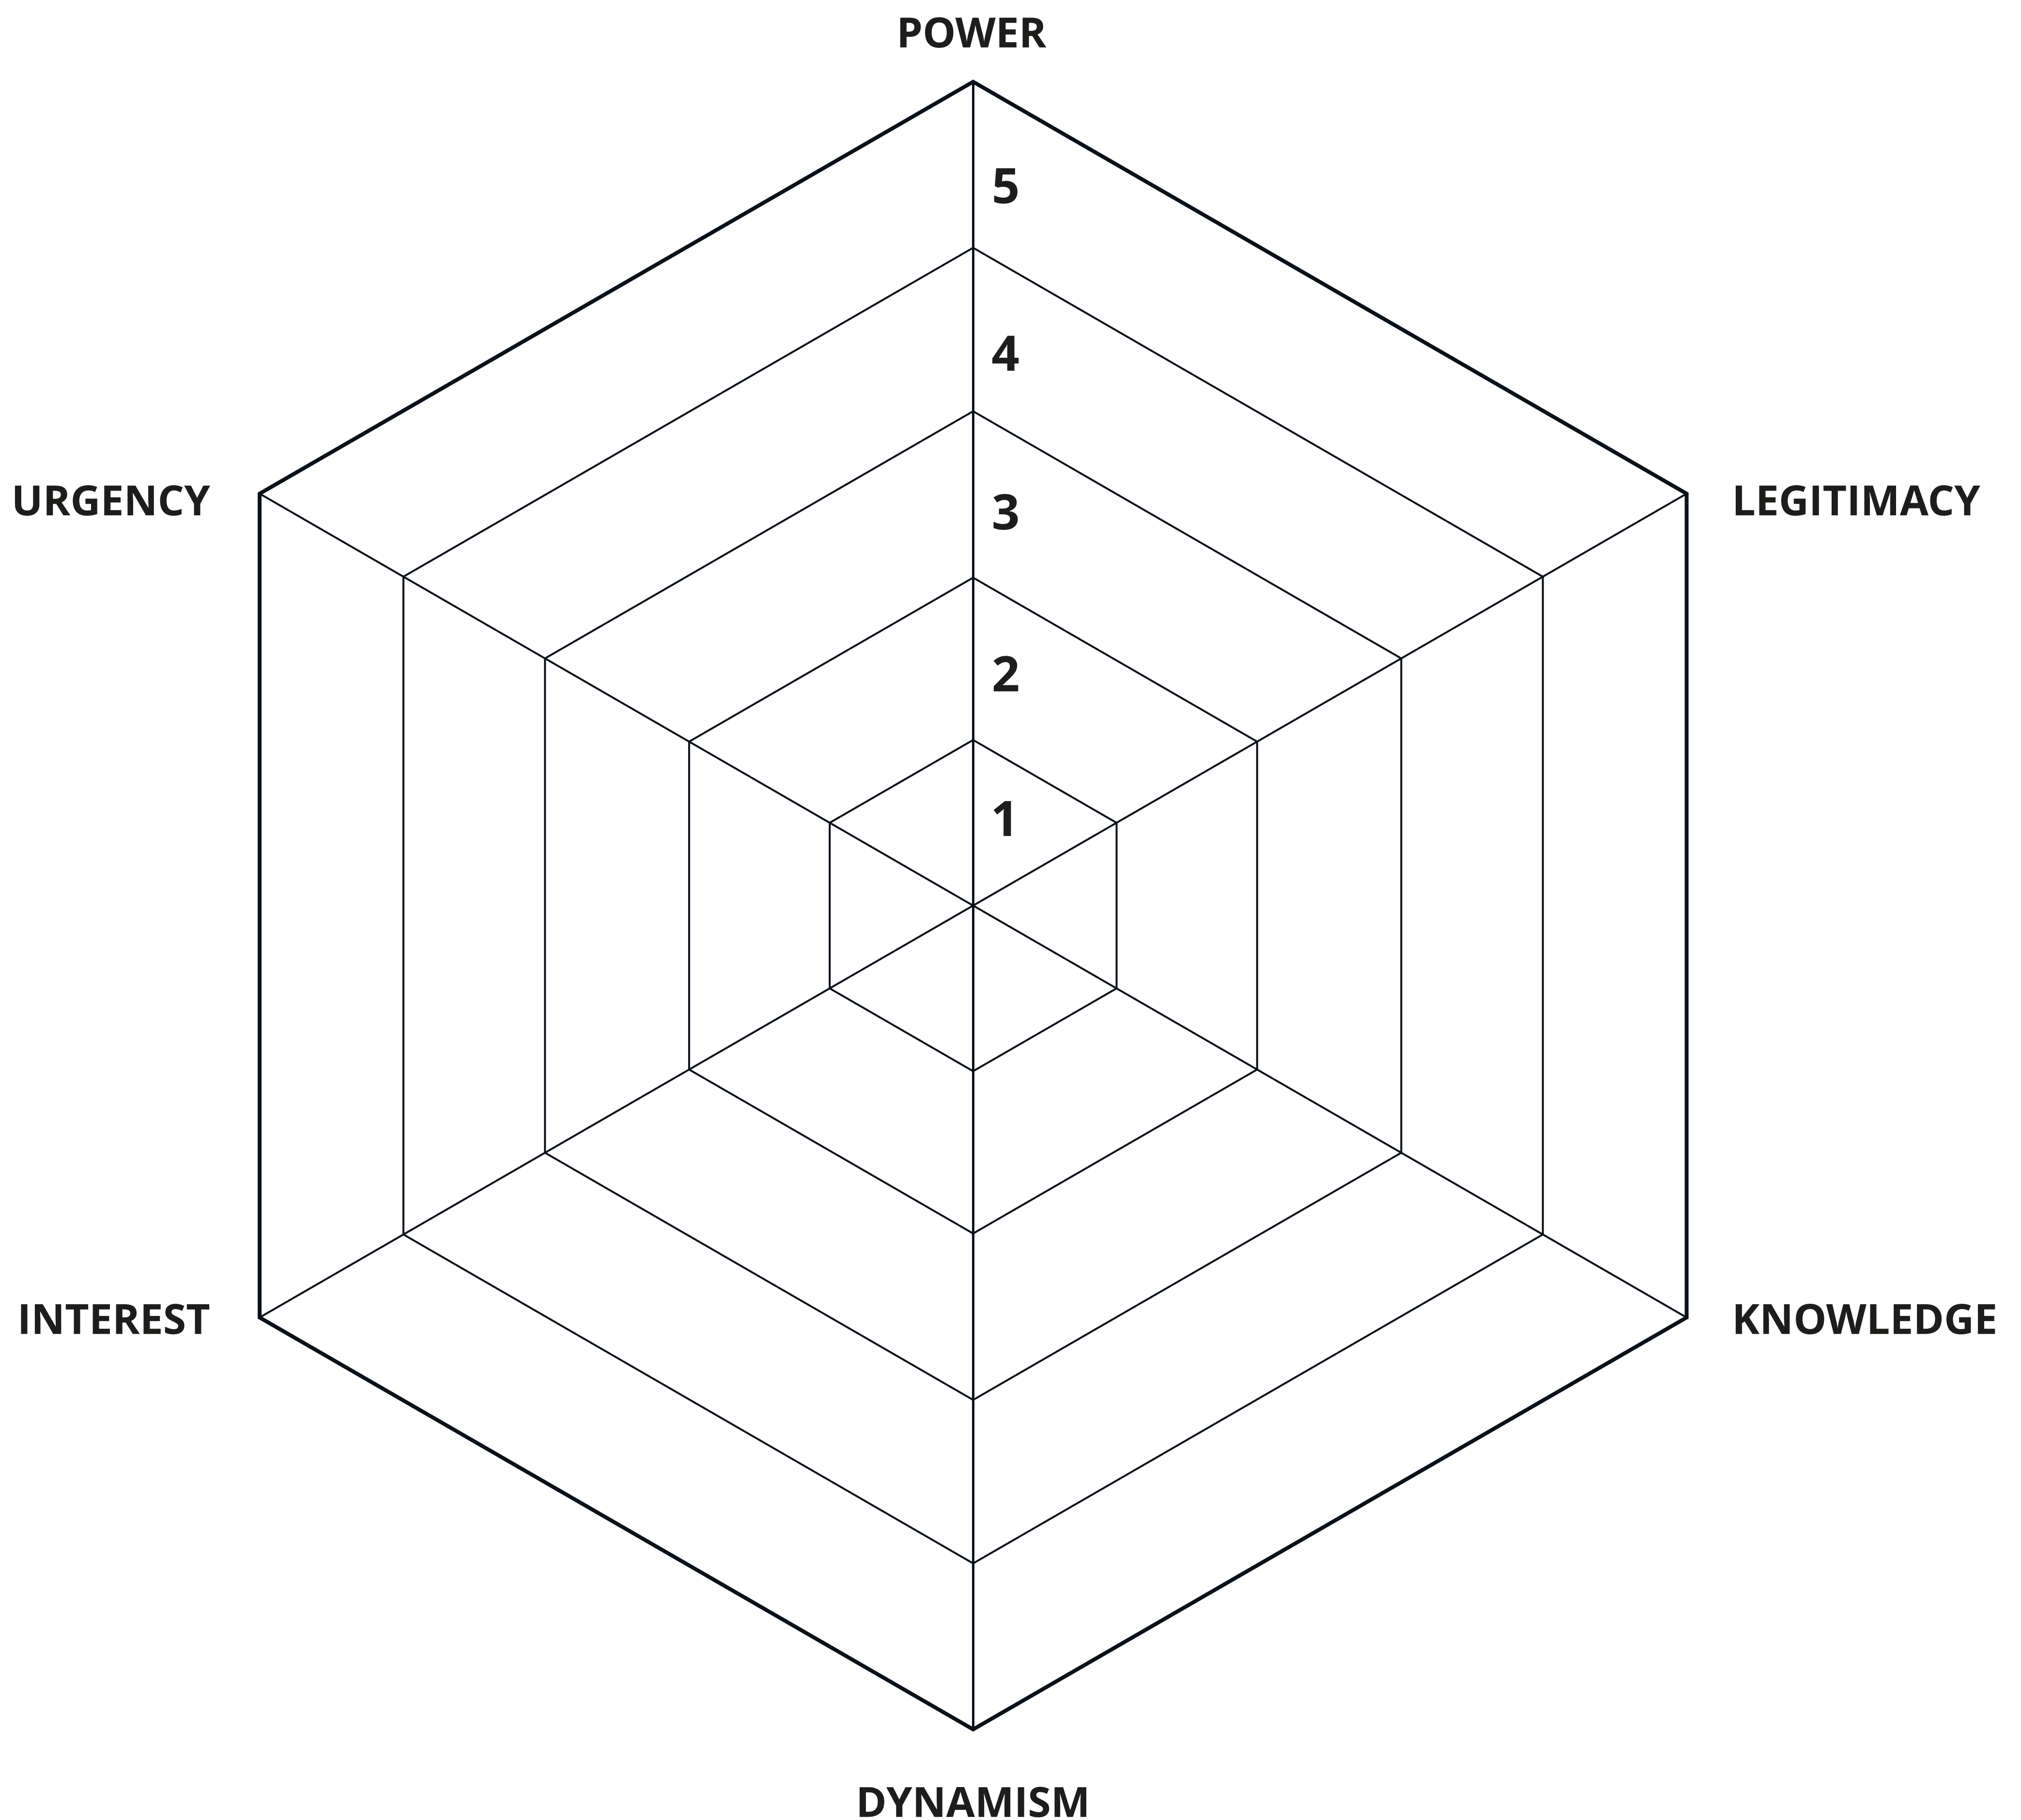 POWER
5
4
URGENCY
LEGITIMACY
3
2
1
INTEREST
KNOWLEDGE
DYNAMISM